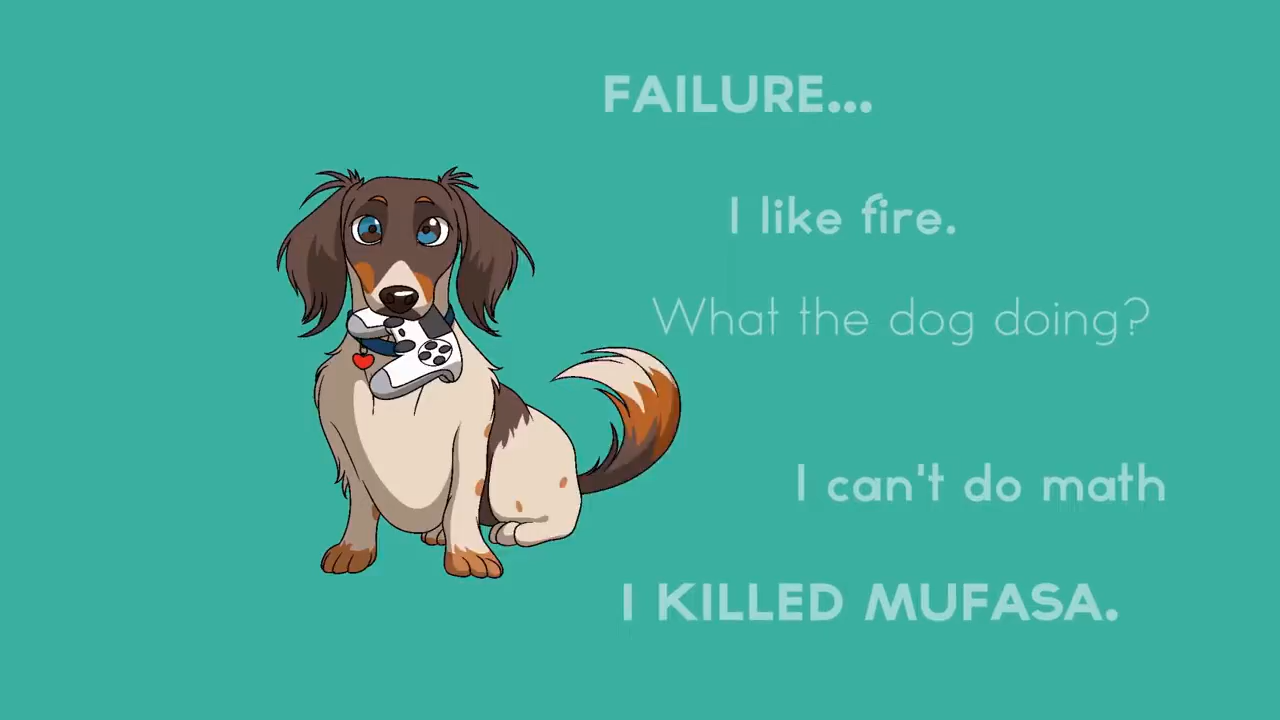 FAILURE...
I like fire.
What the dog doing?
I can't do math
I KILLED MUFASA.